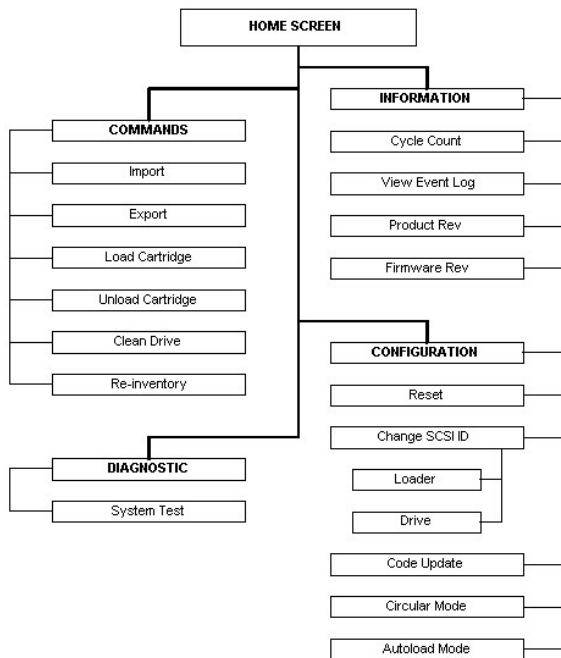 HOME SCREEN
COMMANDS
Import
Export
Load Cartridge
Unload Cartridge
Clean Drive
Re-inventory
DIAGNOSTIC
System Test
INFORMATION
Cycle Count
View Event Log
Product Rev
Firmware Rev
CONFIGURATION
Reset
Change SCSI ID
Loader
Drive
Code Update
Circular Mode
Autoload Mode